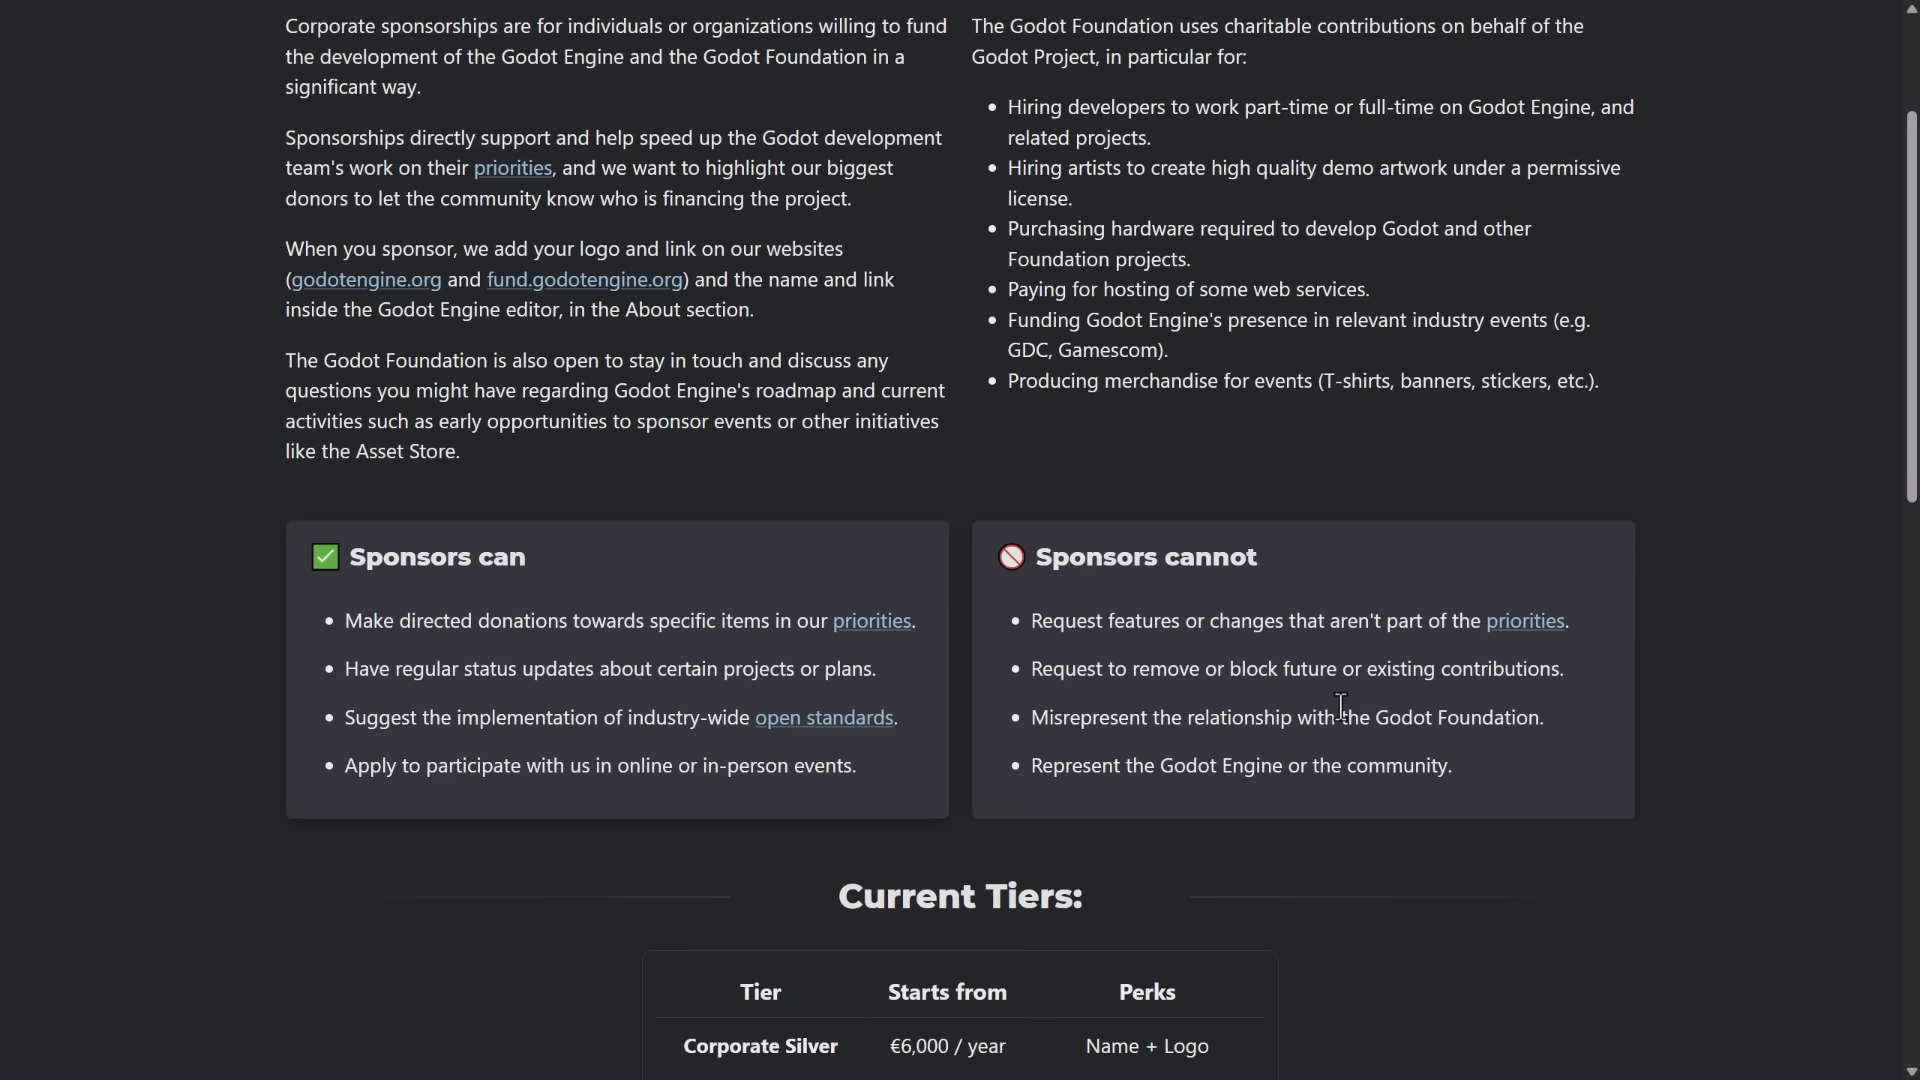 Corporate sponsorships are for individuals or organizations willing to fund
the development of the Godot Engine and the Godot Foundation in a
significant way.
Sponsorships directly support and help speed up the Godot development
team's work on their priorities, and we want to highlight our biggest
donors to let the community know who is financing the project.
When you sponsor, we add your logo and link on our websites
(godotengine.org and fund.godotengine.org) and the name and link
inside the Godot Engine editor, in the About section.
The Godot Foundation is also open to stay in touch and discuss any
questions you might have regarding Godot Engine's roadmap and current
activities such as early opportunities to sponsor events or other initiatives
like the Asset Store.
The Godot Foundation uses charitable contributions on behalf of the
Godot Project, in particular for:
• Hiring developers to work part-time or full-time on Godot Engine, and
related projects.
• Hiring artists to create high quality demo artwork under a permissive
license.
• Purchasing hardware required to develop Godot and other
Foundation projects.
• Paying for hosting of some web services.
• Funding Godot Engine's presence in relevant industry events (e.g.
GDC, Gamescom).
• Producing merchandise for events (T-shirts, banners, stickers, etc.).
✅ Sponsors can
• Make directed donations towards specific items in our priorities.
• Have regular status updates about certain projects or plans.
• Suggest the implementation of industry-wide open standards.
• Apply to participate with us in online or in-person events.
🚫 Sponsors cannot
• Request features or changes that aren't part of the priorities.
• Request to remove or block future or existing contributions.
• Misrepresent the relationship with the Godot Foundation.
• Represent the Godot Engine or the community.
Current Tiers:
Tier Starts from Perks
Corporate Silver €6,000 / year Name + Logo